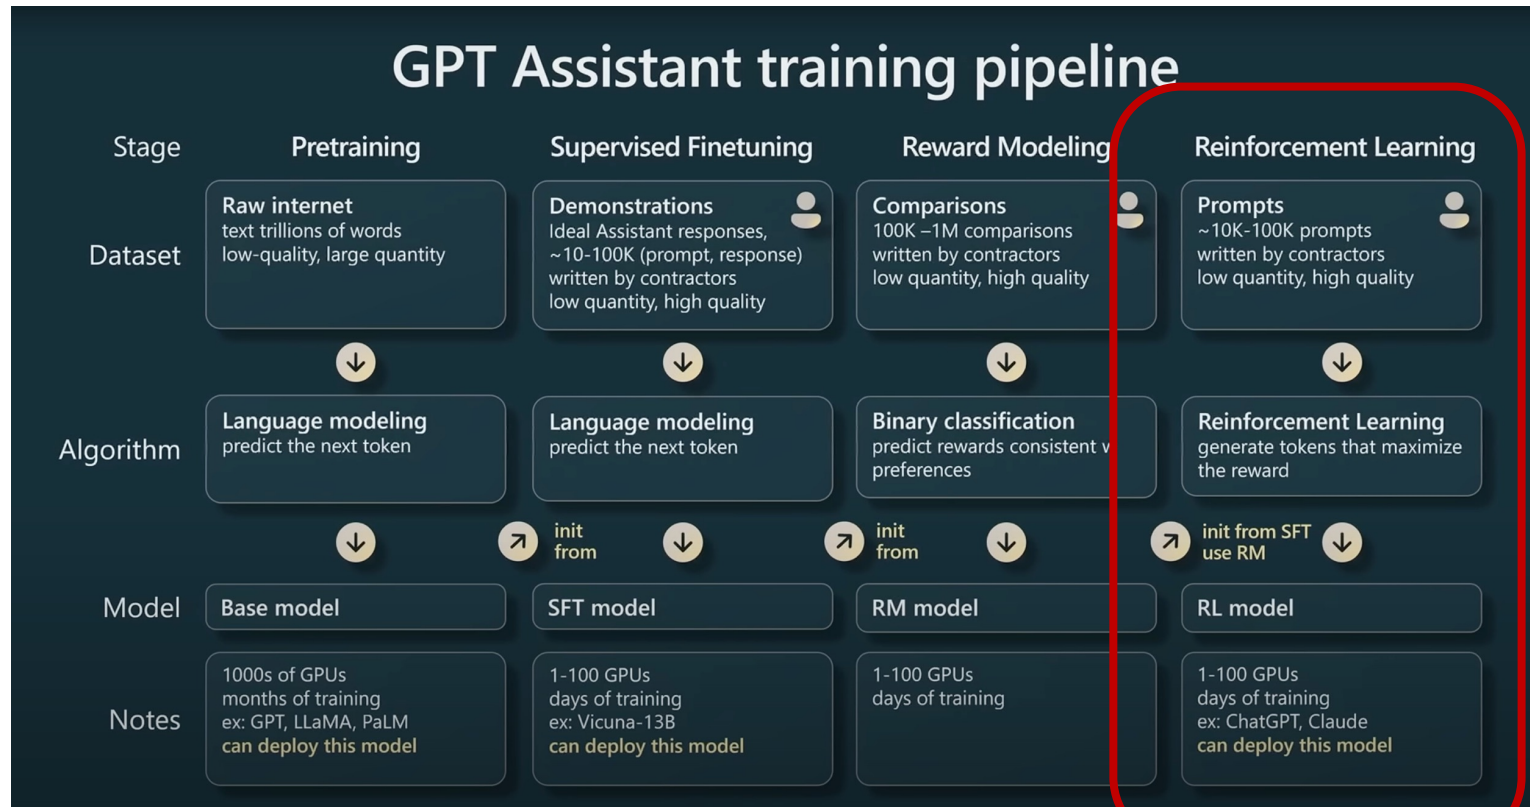 GPT Assistant training pipeline
Stage
Pretraining
Supervised Finetuning
Reward Modeling
Reinforcement Learning
Dataset
Raw internet
text trillions of words
low-quality, large quantity
Demonstrations
Ideal Assistant responses,
~10-100K (prompt, response)
written by contractors
low quantity, high quality
Comparisons
100K –1M comparisons
written by contractors
low quantity, high quality
Prompts
~10K-100K prompts
written by contractors
low quantity, high quality
Algorithm
Language modeling
predict the next token
Language modeling
predict the next token
Binary classification
predict rewards consistent
preferences
Reinforcement Learning
generate tokens that maximize
the reward
init
from
init
from
init from SFT
use RM
Model
Base model
SFT model
RM model
RL model
Notes
1000s of GPUs
months of training
ex: GPT, LLaMA, PaLM
can deploy this model
1-100 GPUs
days of training
ex: Vicuna-13B
can deploy this model
1-100 GPUs
days of training
1-100 GPUs
days of training
ex: ChatGPT, Claude
can deploy this model